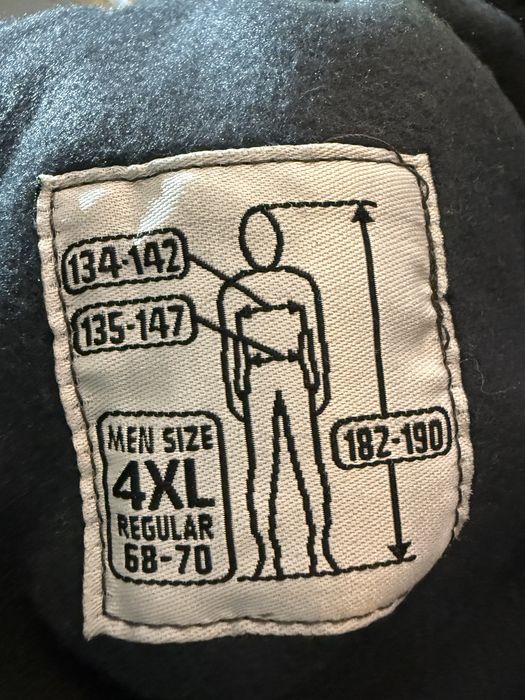 134-142
135-147
182-190
MEN SIZE
4XL
REGULAR
68-70